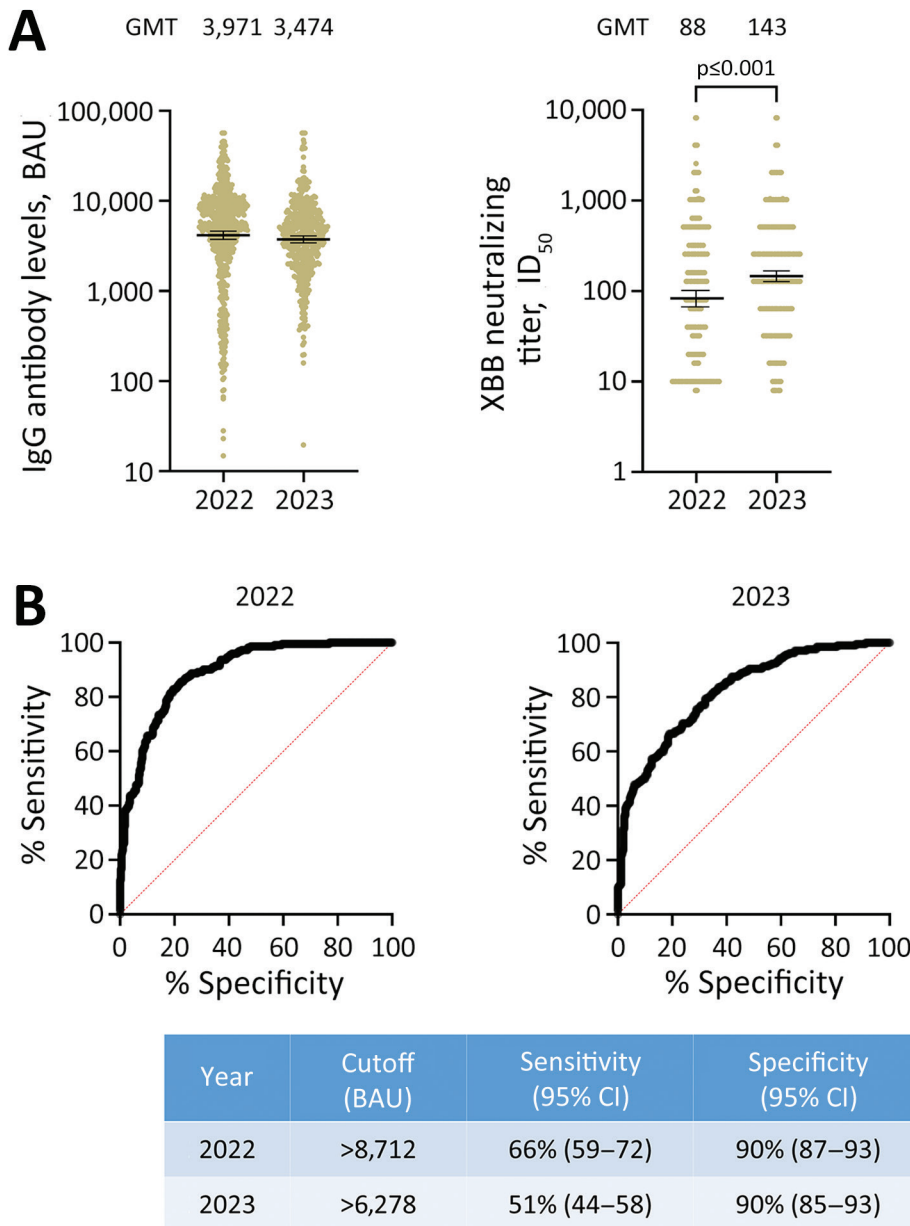 A
GMT 3,971 3,474
100,000
10,000
1,000
100
10
IgG antibody levels, BAU
2022 2023
GMT 88 143
p≤0.001
10,000
1,000
100
10
1
XBB neutralizing
titer, ID50
2022 2023
B
2022
100
80
60
40
20
0
% Sensitivity
0 20 40 60 80 100
% Specificity
2023
100
80
60
40
20
0
% Sensitivity
0 20 40 60 80 100
% Specificity
Year Cutoff (BAU) Sensitivity (95% CI) Specificity (95% CI)
2022 >8,712 66% (59–72) 90% (87–93)
2023 >6,278 51% (44–58) 90% (85–93)